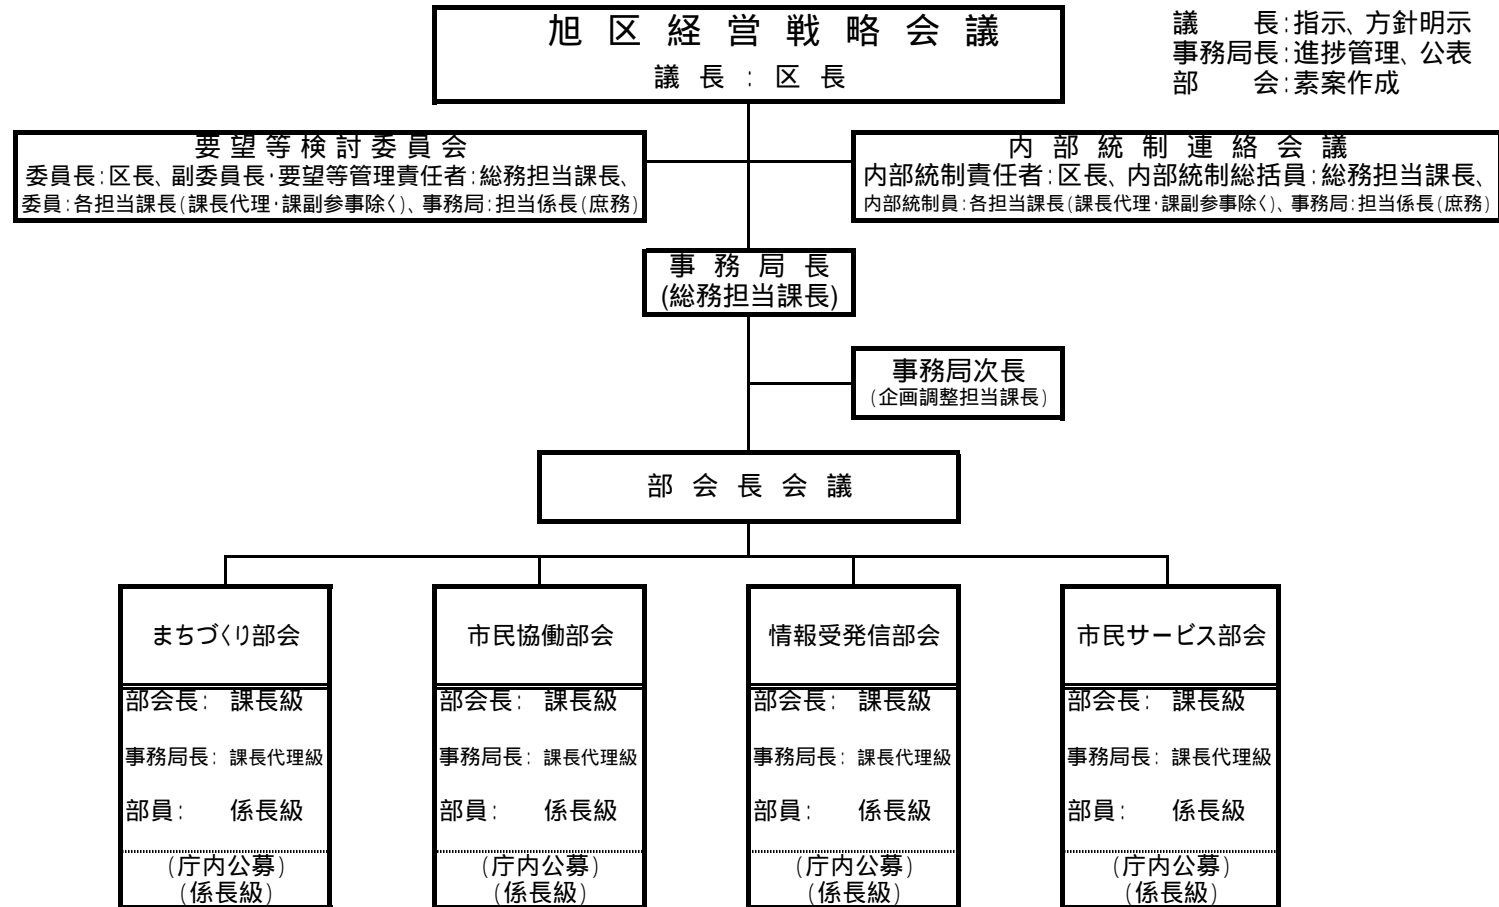 旭区経営戦略会議
議長：区長
議　　長：指示、方針明示
事務局長：進捗管理、公表
部　　会：素案作成
要望等検討委員会
委員長：区長、副委員長・要望等管理責任者：総務担当課長、
委員：各担当課長(課長代理・課副参事除く)、事務局：担当係長(庶務)
内部統制連絡会議
内部統制責任者：区長、内部統制総括員：総務担当課長、
内部統制員：各担当課長(課長代理・課副参事除く)、事務局：担当係長(庶務)
事務局長
(総務担当課長)
事務局次長
(企画調整担当課長)
部会長会議
まちづくり部会
部会長：　課長級
事務局長：課長代理級
部員：　係長級
(庁内公募)
(係長級)
市民協働部会
部会長：　課長級
事務局長：課長代理級
部員：　係長級
(庁内公募)
(係長級)
情報受発信部会
部会長：　課長級
事務局長：課長代理級
部員：　係長級
(庁内公募)
(係長級)
市民サービス部会
部会長：　課長級
事務局長：課長代理級
部員：　係長級
(庁内公募)
(係長級)